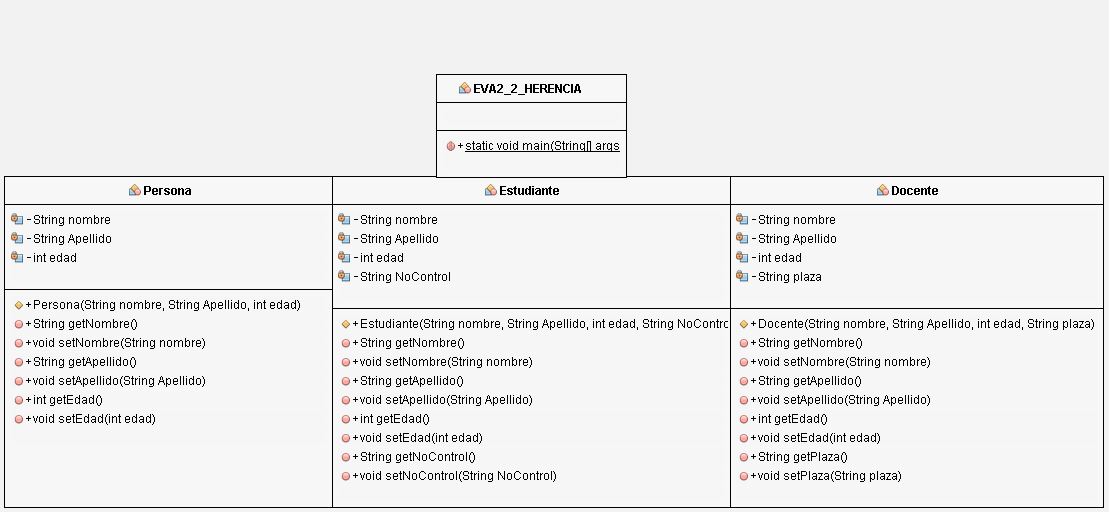 EVA2_2_HERENCIA
+static void main(String[] args
Persona
-String nombre
-String Apellido
-int edad
+Persona(String nombre, String Apellido, int edad)
+String getNombre()
+void setNombre(String nombre)
+String getApellido()
+void setApellido(String Apellido)
+int getEdad()
+void setEdad(int edad)
Estudiante
-String nombre
-String Apellido
-int edad
-String NoControl
+Estudiante(String nombre, String Apellido, int edad, String NoContro
+String getNombre()
+void setNombre(String nombre)
+String getApellido()
+void setApellido(String Apellido)
+int getEdad()
+void setEdad(int edad)
+String getNoControl()
+void setNoControl(String NoControl)
Docente
-String nombre
-String Apellido
-int edad
-String plaza
+Docente(String nombre, String Apellido, int edad, String plaza)
+String getNombre()
+void setNombre(String nombre)
+String getApellido()
+void setApellido(String Apellido)
+int getEdad()
+void setEdad(int edad)
+String getPlaza()
+void setPlaza(String plaza)